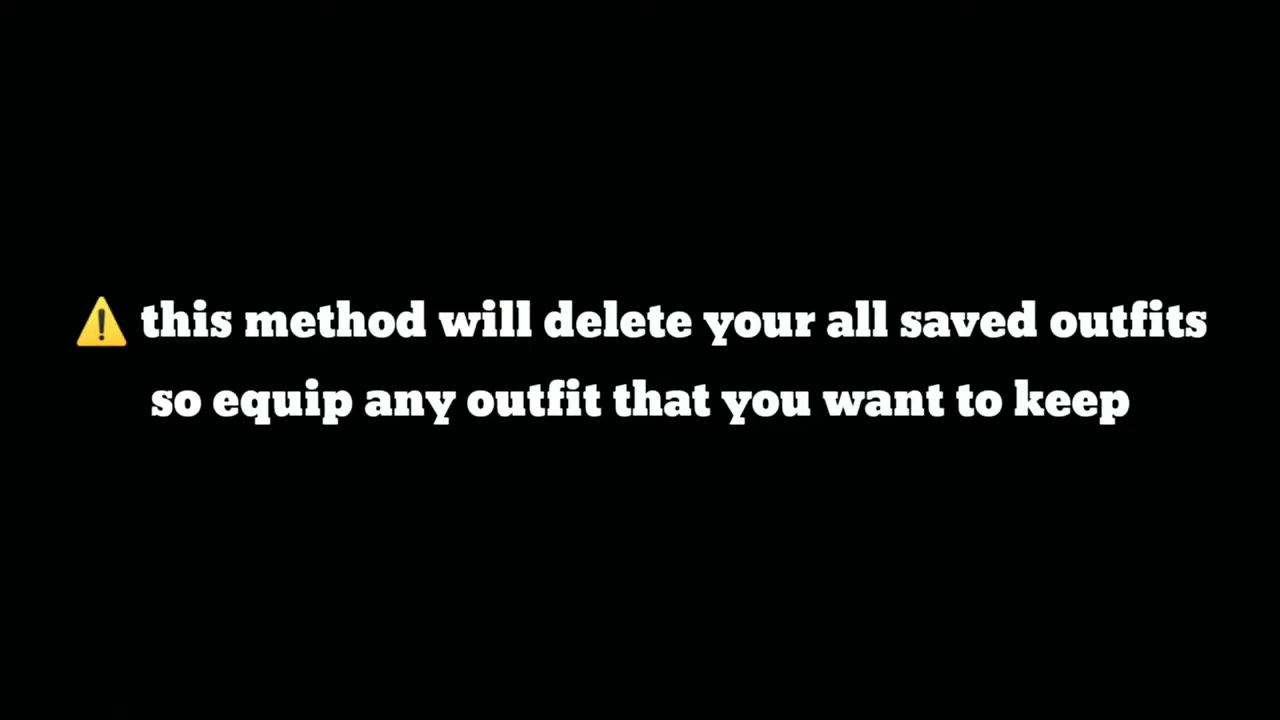 ⚠️ this method will delete your all saved outfits
so equip any outfit that you want to keep